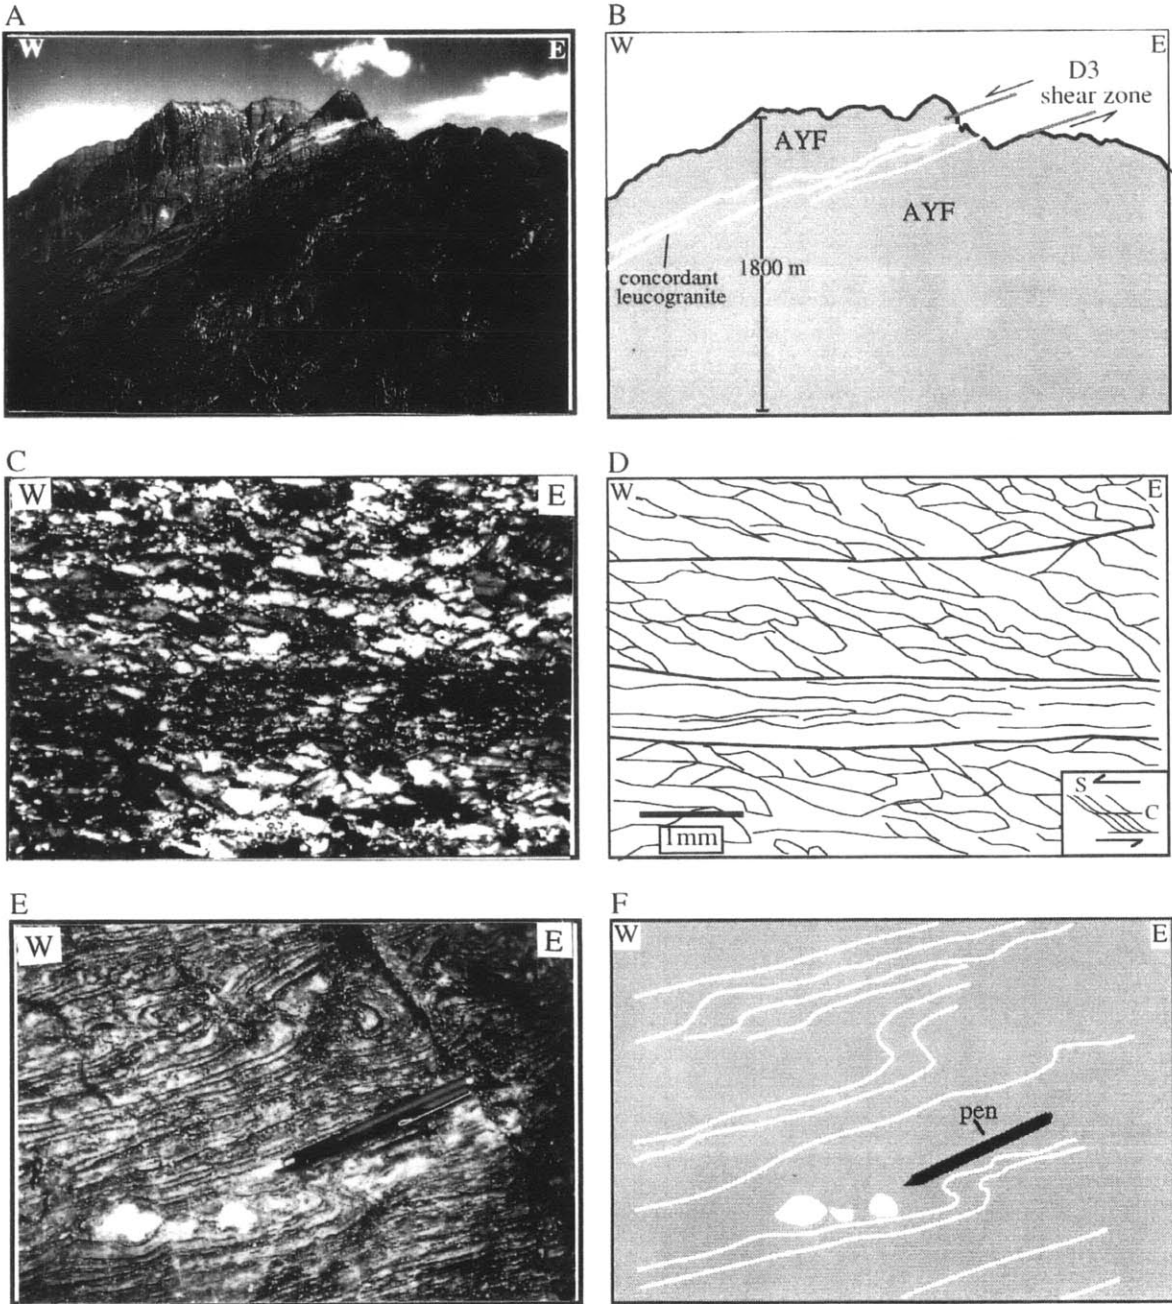 A
B
W
E
W
E
D3
shear zone
AYF
AYF
1800 m
concordant
leucogranite
C
D
W
E
W
E
S
C
1mm
E
F
W
E
W
E
pen